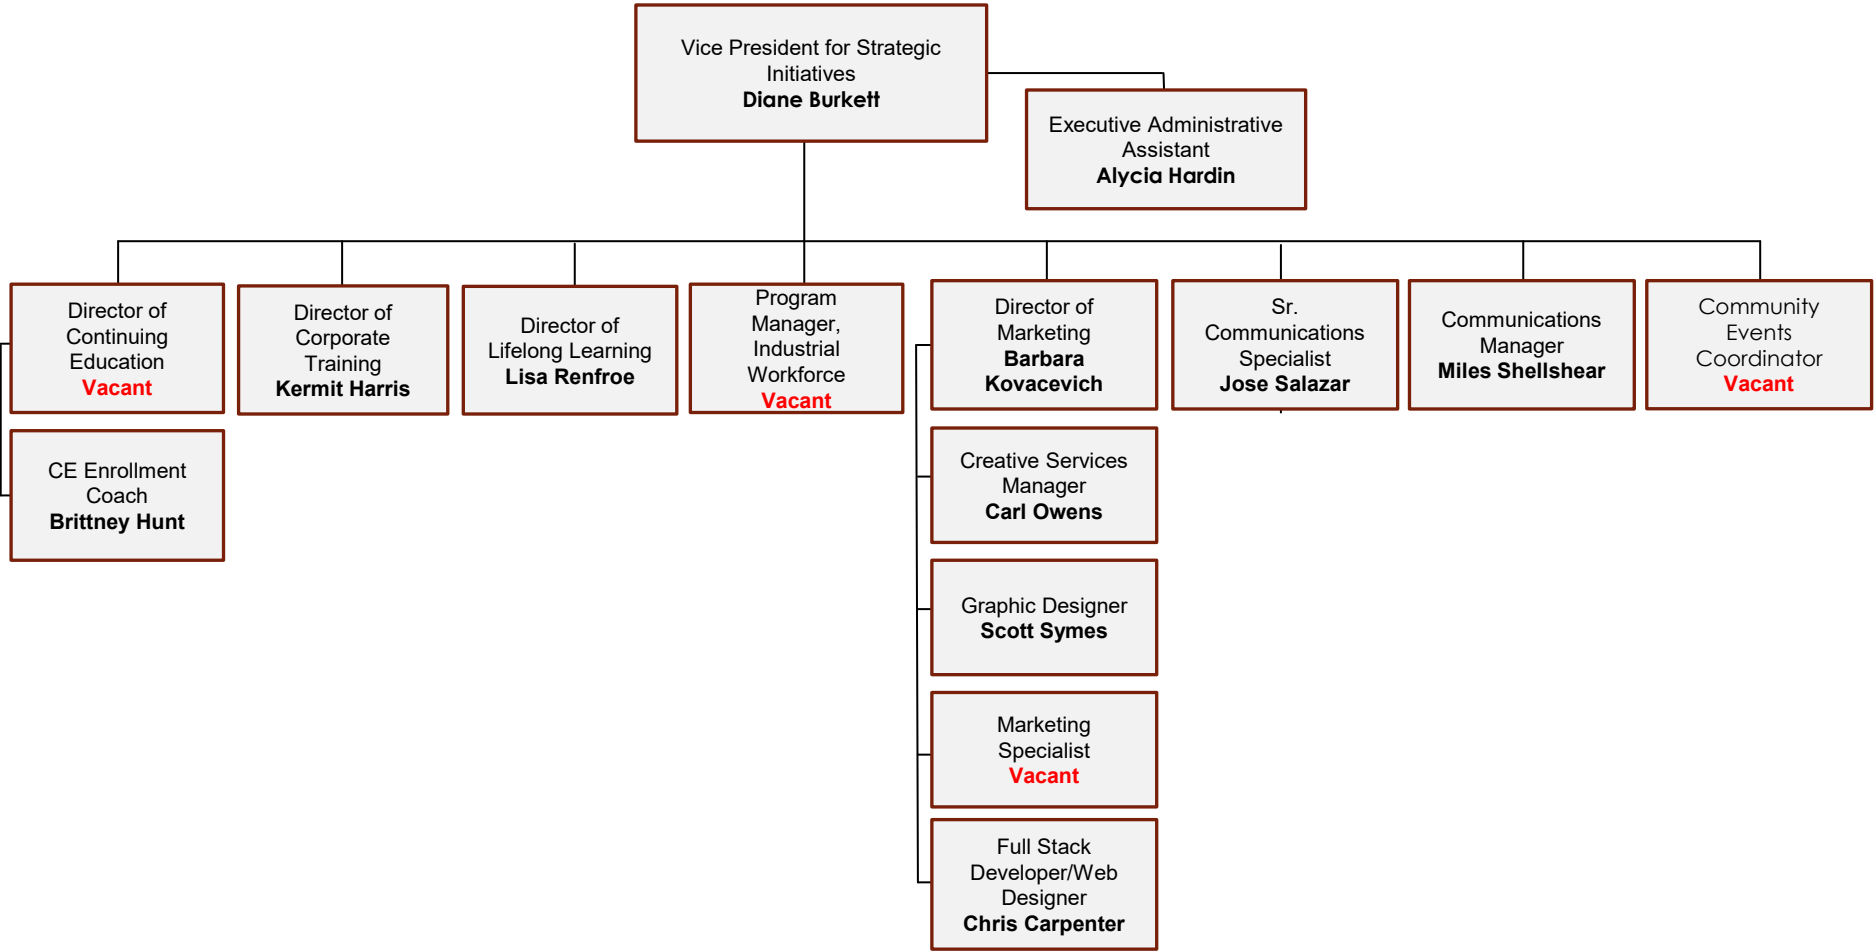 Vice President for Strategic
Initiatives
Diane Burkett
Executive Administrative
Assistant
Alycia Hardin
Director of
Continuing
Education
Vacant
Director of
Corporate
Training
Kermit Harris
Director of
Lifelong Learning
Lisa Renfroe
Program
Manager,
Industrial
Workforce
Vacant
Director of
Marketing
Barbara
Kovacevich
Sr.
Communications
Specialist
Jose Salazar
Communications
Manager
Miles Shellshear
Community
Events
Coordinator
Vacant
CE Enrollment
Coach
Brittney Hunt
Creative Services
Manager
Carl Owens
Graphic Designer
Scott Symes
Marketing
Specialist
Vacant
Full Stack
Developer/Web
Designer
Chris Carpenter